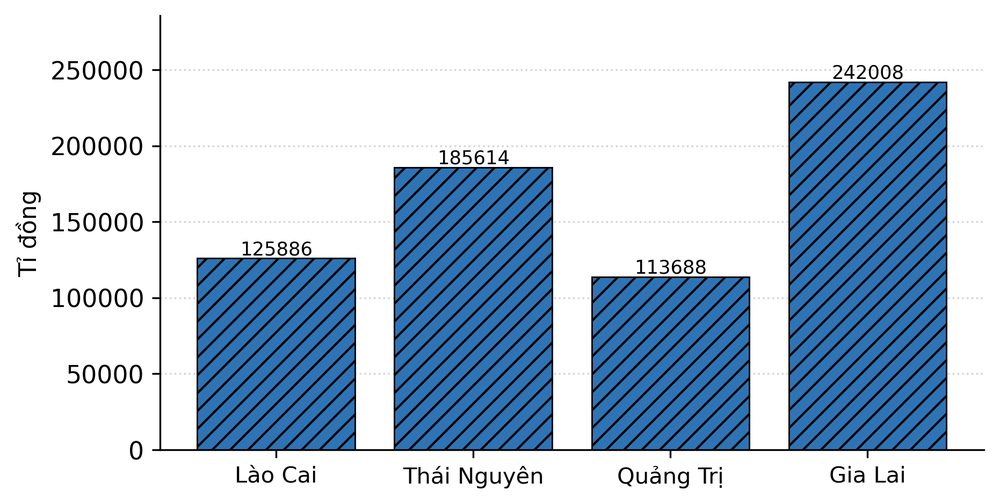 Tỉ đồng
250000
200000
150000
100000
50000
0
125886
185614
113688
242008
Lào Cai
Thái Nguyên
Quảng Trị
Gia Lai